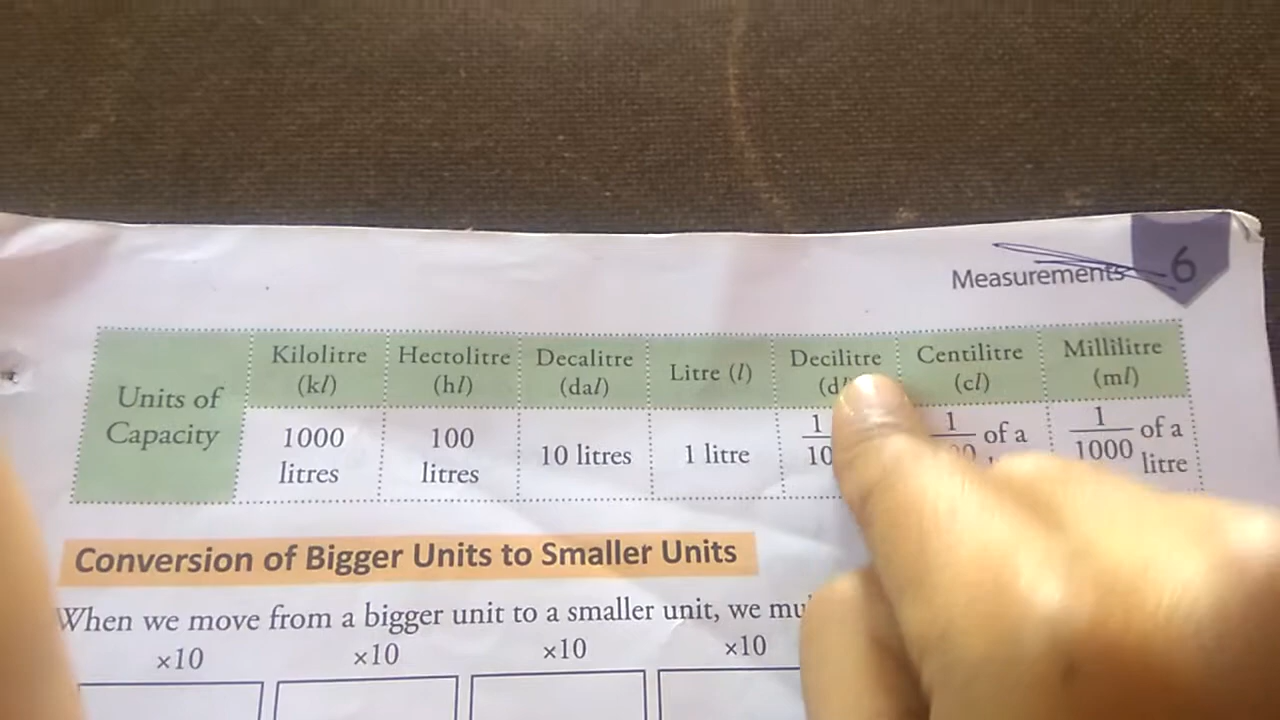 Measurements 6
Units of Capacity
Kilolitre (kl) Hectolitre (hl) Decalitre (dal) Litre (l) Decilitre Centilitre (cl) Millilitre (ml)
1000 litres 100 litres 10 litres 1 litre 1/10 of a 1/1000 of a litre
Conversion of Bigger Units to Smaller Units
When we move from a bigger unit to a smaller unit, we
×10 ×10 ×10 ×10